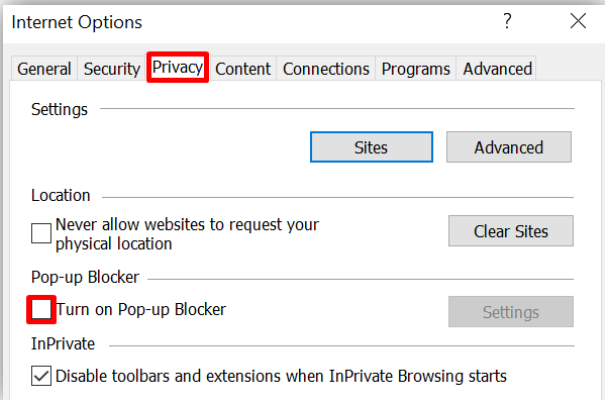 Internet Options ?
General Security Privacy Content Connections Programs Advanced
Settings
Sites Advanced
Location
Never allow websites to request your
physical location
Clear Sites
Pop-up Blocker
Turn on Pop-up Blocker Settings
InPrivate
Disable toolbars and extensions when InPrivate Browsing starts